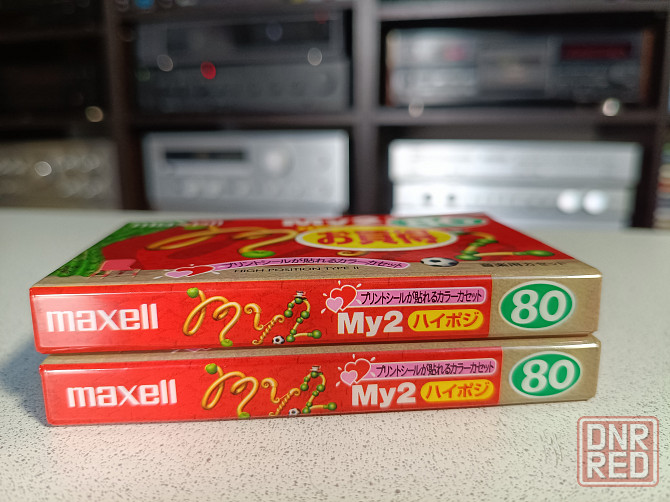 maxell
My2
80
お買得
プリントシールが貼れるカラーカセット
HIGH POSITION TYPE II
maxell
my2
プリントシールが貼れるカラーカセット
My2 ハイポジ
80
maxell
my2
プリントシールが貼れるカラーカセット
My2 ハイポジ
80
DNR
RED